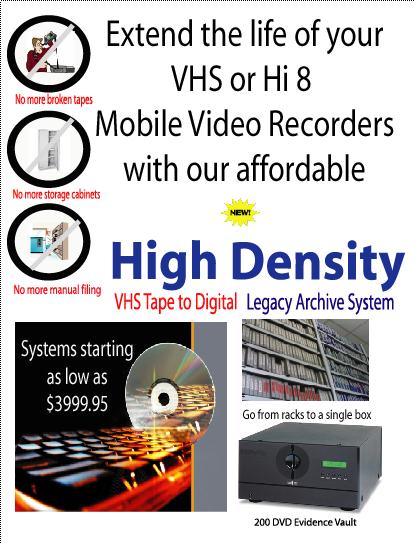 Extend the life of your
VHS or Hi 8
Mobile Video Recorders
with our affordable
No more broken tapes
No more storage cabinets
No more manual filing
NEW!
High Density
VHS Tape to Digital Legacy Archive System
Systems starting
as low as
$3999.95
Go from racks to a single box
200 DVD Evidence Vault